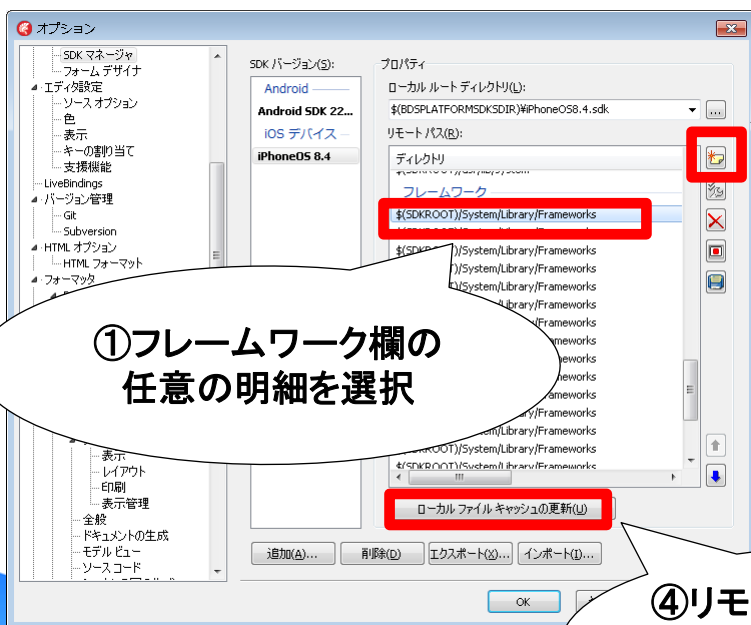 オプション
SDK マネージャ
フォーム デザイナ
エディタ設定
ソース オプション
色
表示
キーの割り当て
支援機能
LiveBindings
バージョン管理
Git
Subversion
HTML オプション
HTML フォーマット
フォーマッタ
表示
レイアウト
印刷
表示管理
全般
ドキュメントの生成
モデル ビュー
ソース コード
SDK バージョン(S):
Android
Android SDK 22...
iOS デバイス
iPhoneOS 8.4
プロパティ
ローカル ルート ディレクトリ(L):
$(BDSPLATFORMSDKSDIR)¥iPhoneOS8.4.sdk
...
リモート パス(R):
ディレクトリ
フレームワーク
$(SDKROOT)/System/Library/Frameworks
$(SDKROOT)/System/Library/Frameworks
)/System/Library/Frameworks
)/System/Library/Frameworks
/Library/Frameworks
/Frameworks
eworks
eworks
ameworks
y/Frameworks
m/Library/Frameworks
$(SDKROOT)/System/Library/Frameworks
$(SDKROOT)/System/Library/Frameworks
ローカル ファイル キャッシュの更新(U)
追加(A)...
削除(D)
エクスポート(X)...
インポート(I)...
OK
①フレームワーク欄の
任意の明細を選択
④リモ